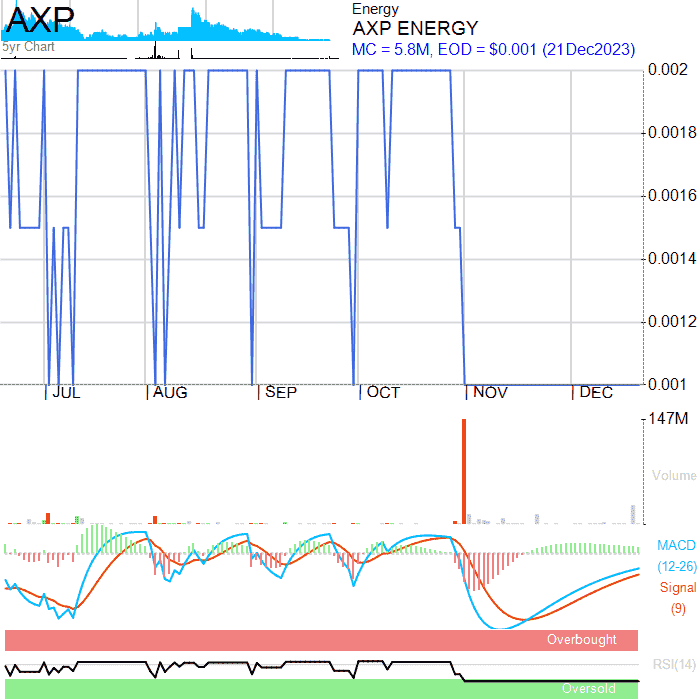 AXP
5yr Chart
Energy
AXP ENERGY
MC = 5.8M, EOD = $0.001 (21Dec2023)
0.002
0.0018
0.0016
0.0014
0.0012
0.001
JUL AUG SEP OCT NOV DEC
147M
Volume
MACD
(12-26)
Signal
(9)
Overbought
RSI(14)
Oversold